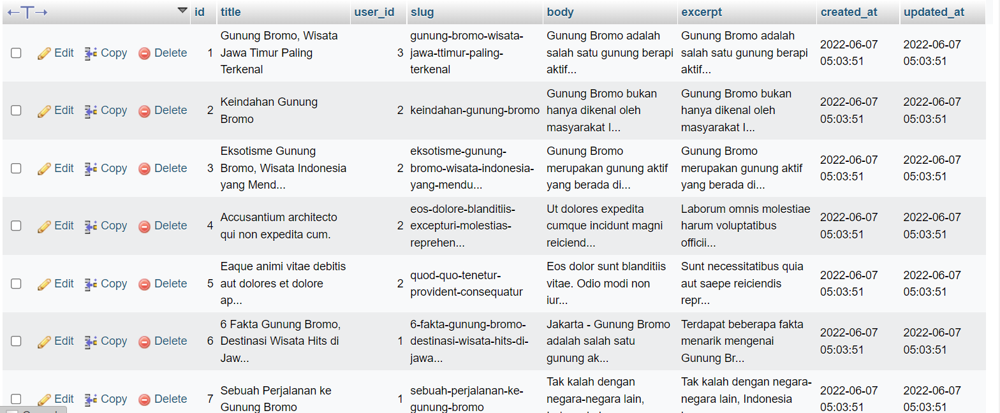 ←T→ id title user_id slug body excerpt created_at updated_at
Edit Copy Delete 1 Gunung Bromo, Wisata
Jawa Ttimur Paling
Terkenal
3 gunung-bromo-wisata-
jawa-ttimur-paling-
terkenal
Gunung Bromo adalah
salah satu gunung berapi
aktif...
Gunung Bromo adalah
salah satu gunung berapi
aktif...
2022-06-07
05:03:51
2022-06-07
05:03:51
Edit Copy Delete 2 Keindahan Gunung
Bromo
2 keindahan-gunung-bromo
Gunung Bromo bukan
hanya dikenal oleh
masyarakat I...
Gunung Bromo bukan
hanya dikenal oleh
masyarakat I...
2022-06-07
05:03:51
2022-06-07
05:03:51
Edit Copy Delete 3 Eksotisme Gunung
Bromo, Wisata Indonesia
yang Mend...
2 eksotisme-gunung-
bromo-wisata-indonesia-
yang-mendu...
Gunung Bromo
merupakan gunung aktif
yang berada di...
Gunung Bromo
merupakan gunung aktif
yang berada di...
2022-06-07
05:03:51
2022-06-07
05:03:51
Edit Copy Delete 4 Accusantium architecto
qui non expedita cum.
2 eos-dolore-blanditiis-
excepturi-molestias-
reprehen...
Ut dolores expedita
cumque incidunt magni
reiciend...
Laborum omnis molestiae
harum voluptatibus
officii...
2022-06-07
05:03:51
2022-06-07
05:03:51
Edit Copy Delete 5 Eaque animi vitae debitis
aut dolores et dolore
ap...
2 quod-quo-tenetur-
provident-consequatur
Eos dolor sunt blanditiis
vitae. Odio modi non
iur...
Sunt necessitatibus quia
aut saepe reiciendis
repr...
2022-06-07
05:03:51
2022-06-07
05:03:51
Edit Copy Delete 6 6 Fakta Gunung Bromo,
Destinasi Wisata Hits di
Jaw...
1 6-fakta-gunung-bromo-
destinasi-wisata-hits-di-
jawa...
Jakarta - Gunung Bromo
adalah salah satu
gunung ak...
Terdapat beberapa fakta
menarik mengenai
Gunung Br...
2022-06-07
05:03:51
2022-06-07
05:03:51
Edit Copy Delete 7 Sebuah Perjalanan ke
Gunung Bromo
1 sebuah-perjalanan-ke-
gunung-bromo
Tak kalah dengan
negara-negara lain,
Tak kalah dengan negara-
negara lain, Indonesia
2022-06-07
05:03:51
2022-06-07
05:03:51